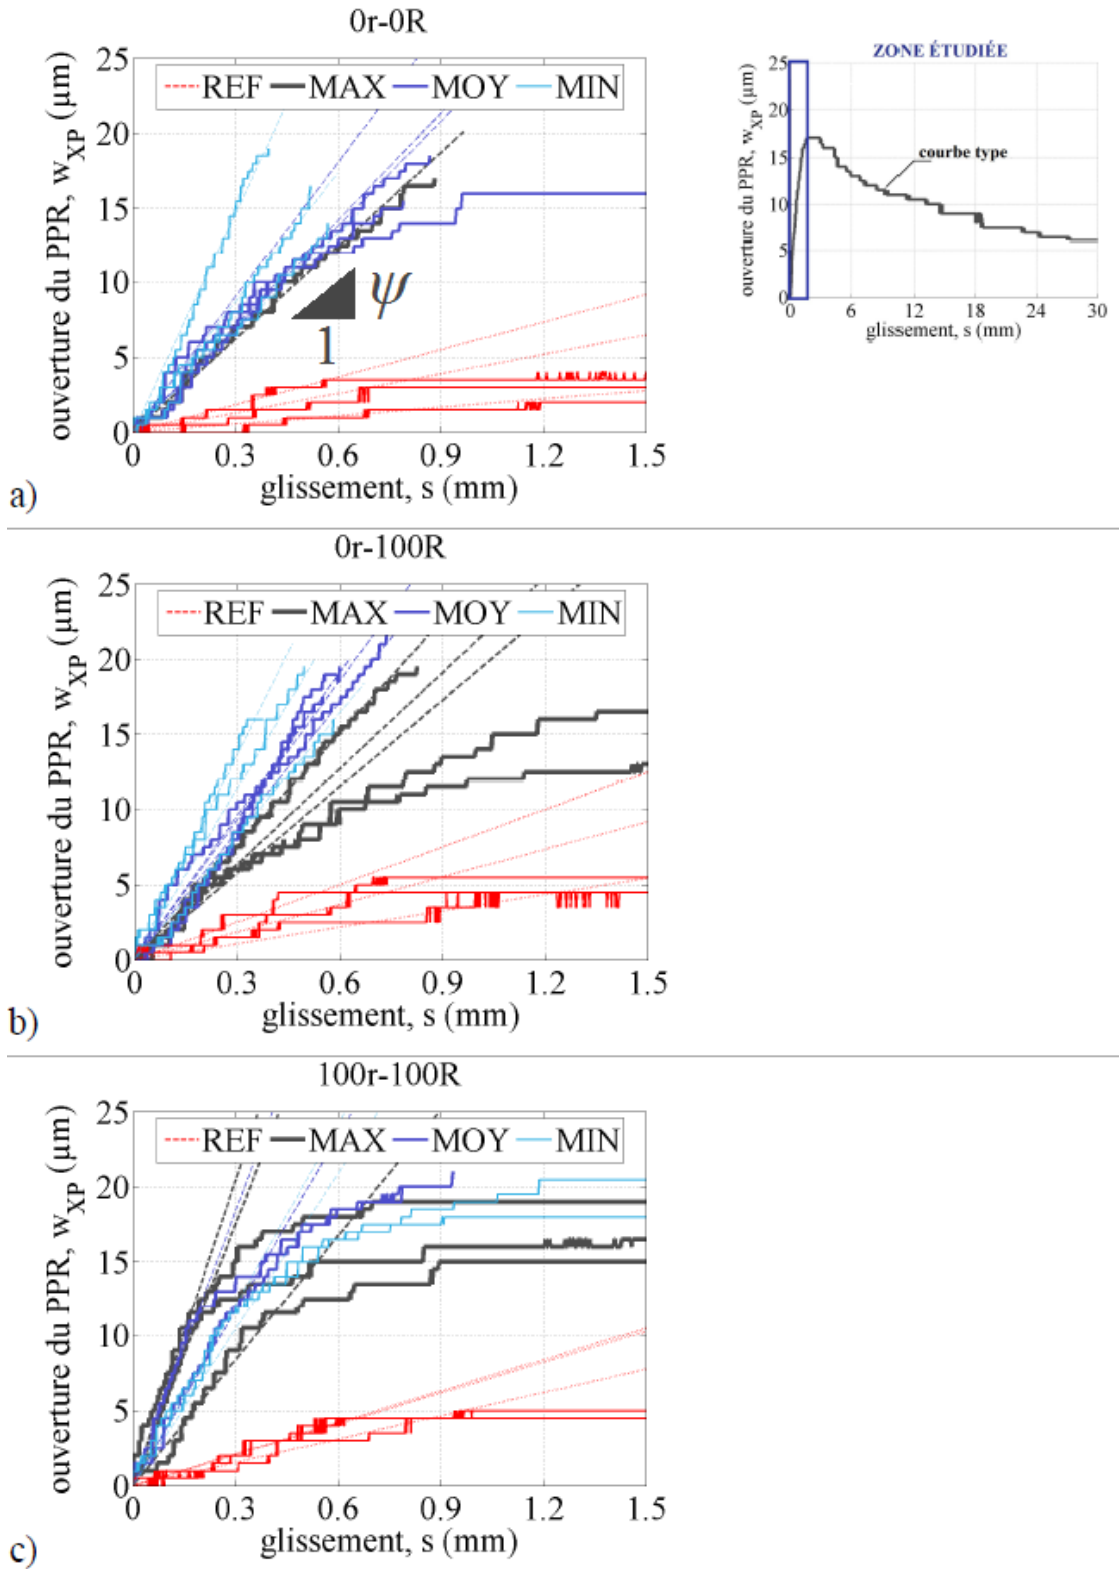 0r-0R
ouverture du PPR, w_XP (μm)
25
20
15
10
5
0
REF MAX MOY MIN
ψ
1
0 0.3 0.6 0.9 1.2 1.5
glissement, s (mm)
a)
ZONE ÉTUDIÉE
ouverture du PPR, w_XP (μm)
25
20
15
10
5
0
courbe type
0 6 12 18 24 30
glissement, s (mm)
0r-100R
ouverture du PPR, w_XP (μm)
25
20
15
10
5
0
REF MAX MOY MIN
0 0.3 0.6 0.9 1.2 1.5
glissement, s (mm)
b)
100r-100R
ouverture du PPR, w_XP (μm)
25
20
15
10
5
0
REF MAX MOY MIN
0 0.3 0.6 0.9 1.2 1.5
glissement, s (mm)
c)